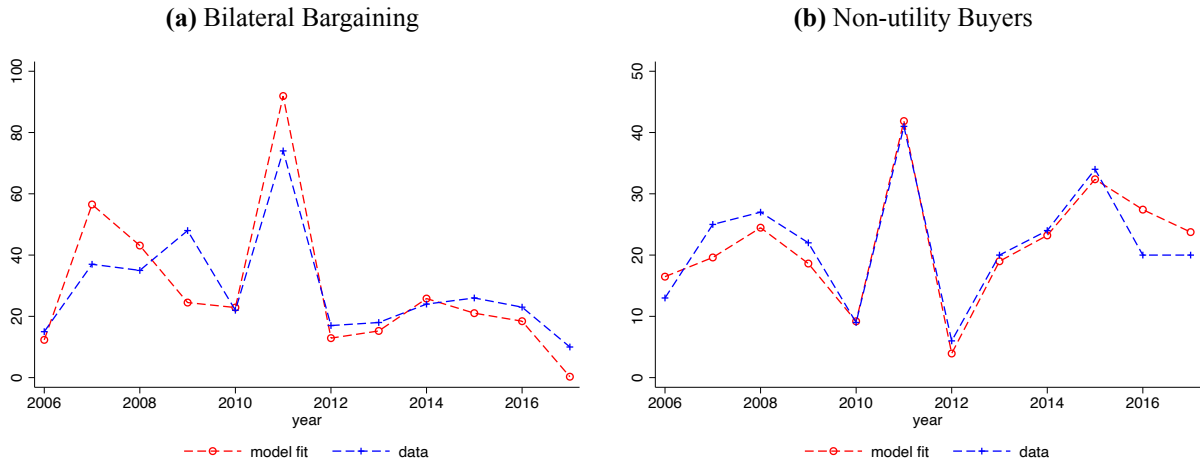 (a) Bilateral Bargaining
100
80
60
40
20
0
2006 2008 2010 2012 2014 2016
year
model fit data
(b) Non-utility Buyers
50
40
30
20
10
0
2006 2008 2010 2012 2014 2016
year
model fit data